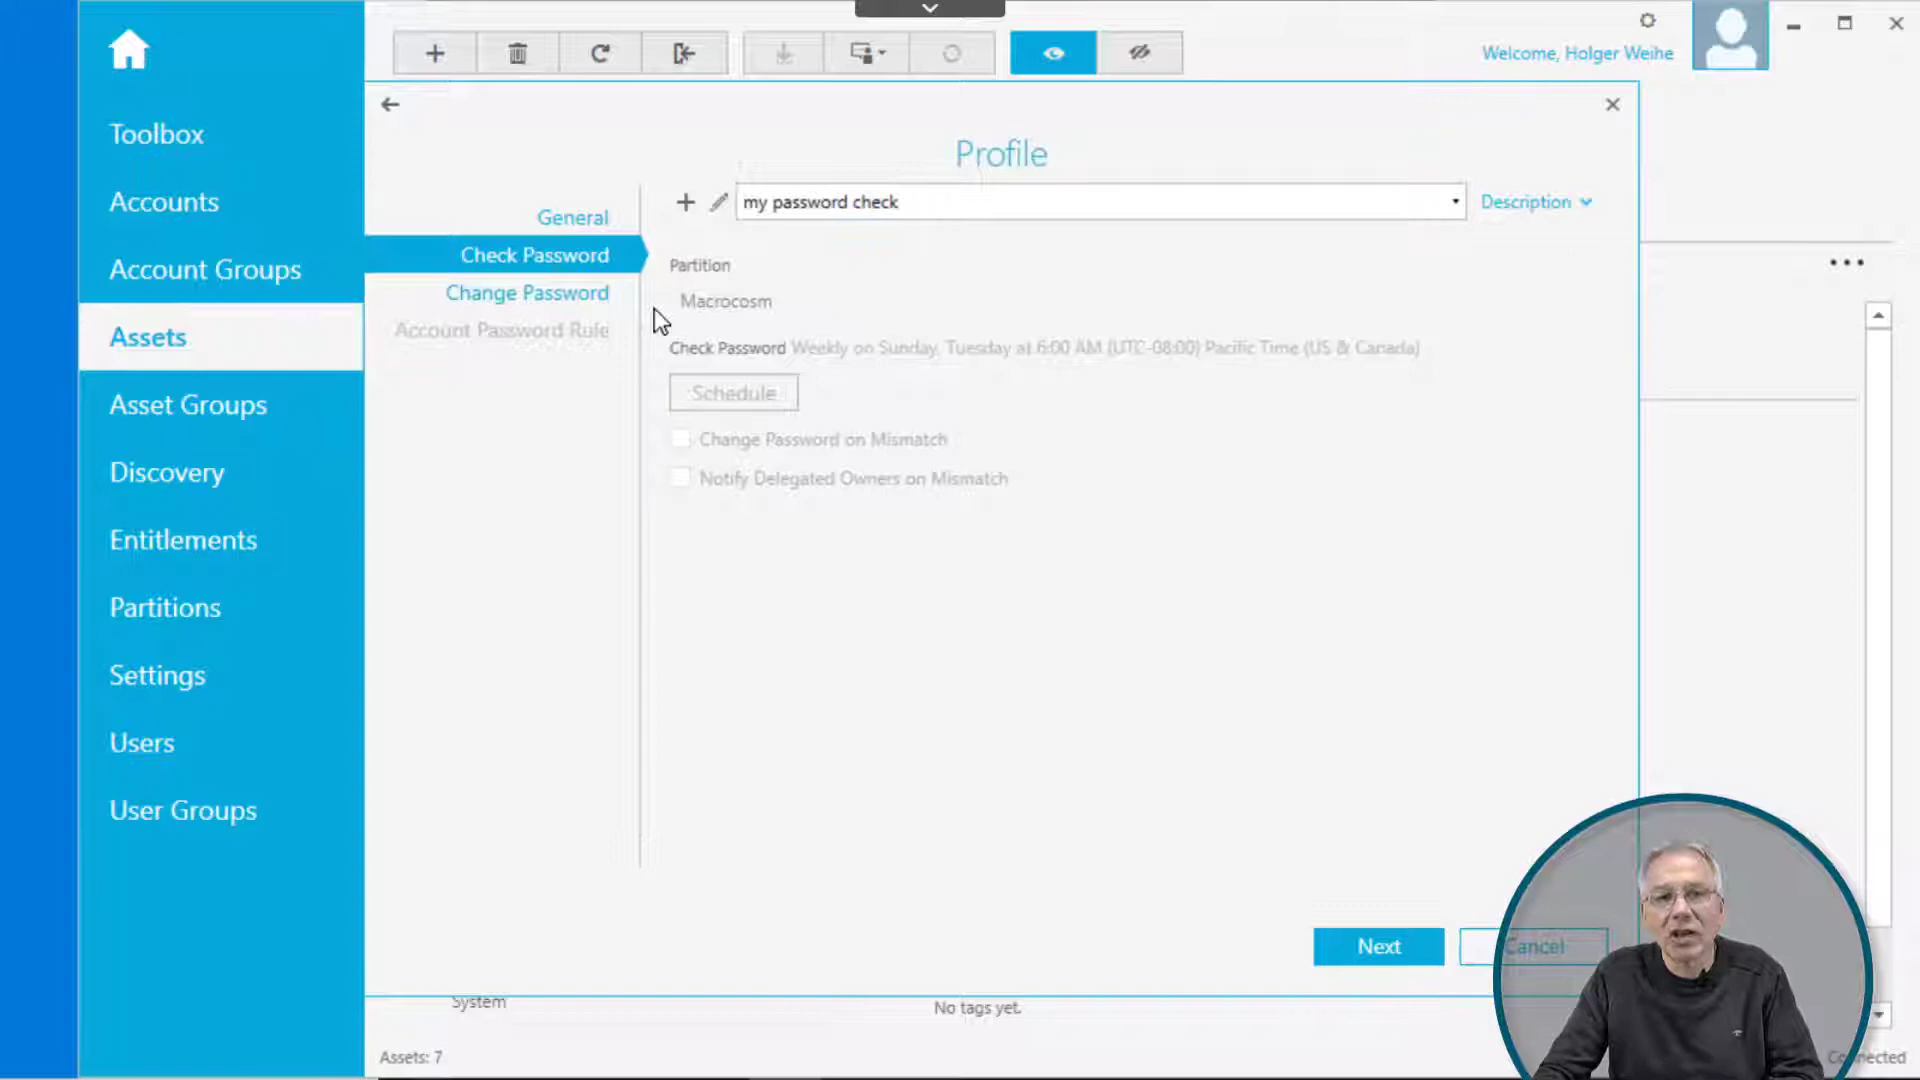 Welcome, Holger Weihe
Toolbox
Accounts
Account Groups
Assets
Asset Groups
Discovery
Entitlements
Partitions
Settings
Users
User Groups
Profile
General
Check Password
Change Password
Account Password Rule
my password check
Description
Partition
Macrocosm
Check Password Weekly on Sunday, Tuesday at 6:00 AM (UTC-08:00) Pacific Time (US & Canada)
Schedule
Change Password on Mismatch
Notify Delegated Owners on Mismatch
Next
Cancel
System
No tags yet.
Assets: 7
Connected